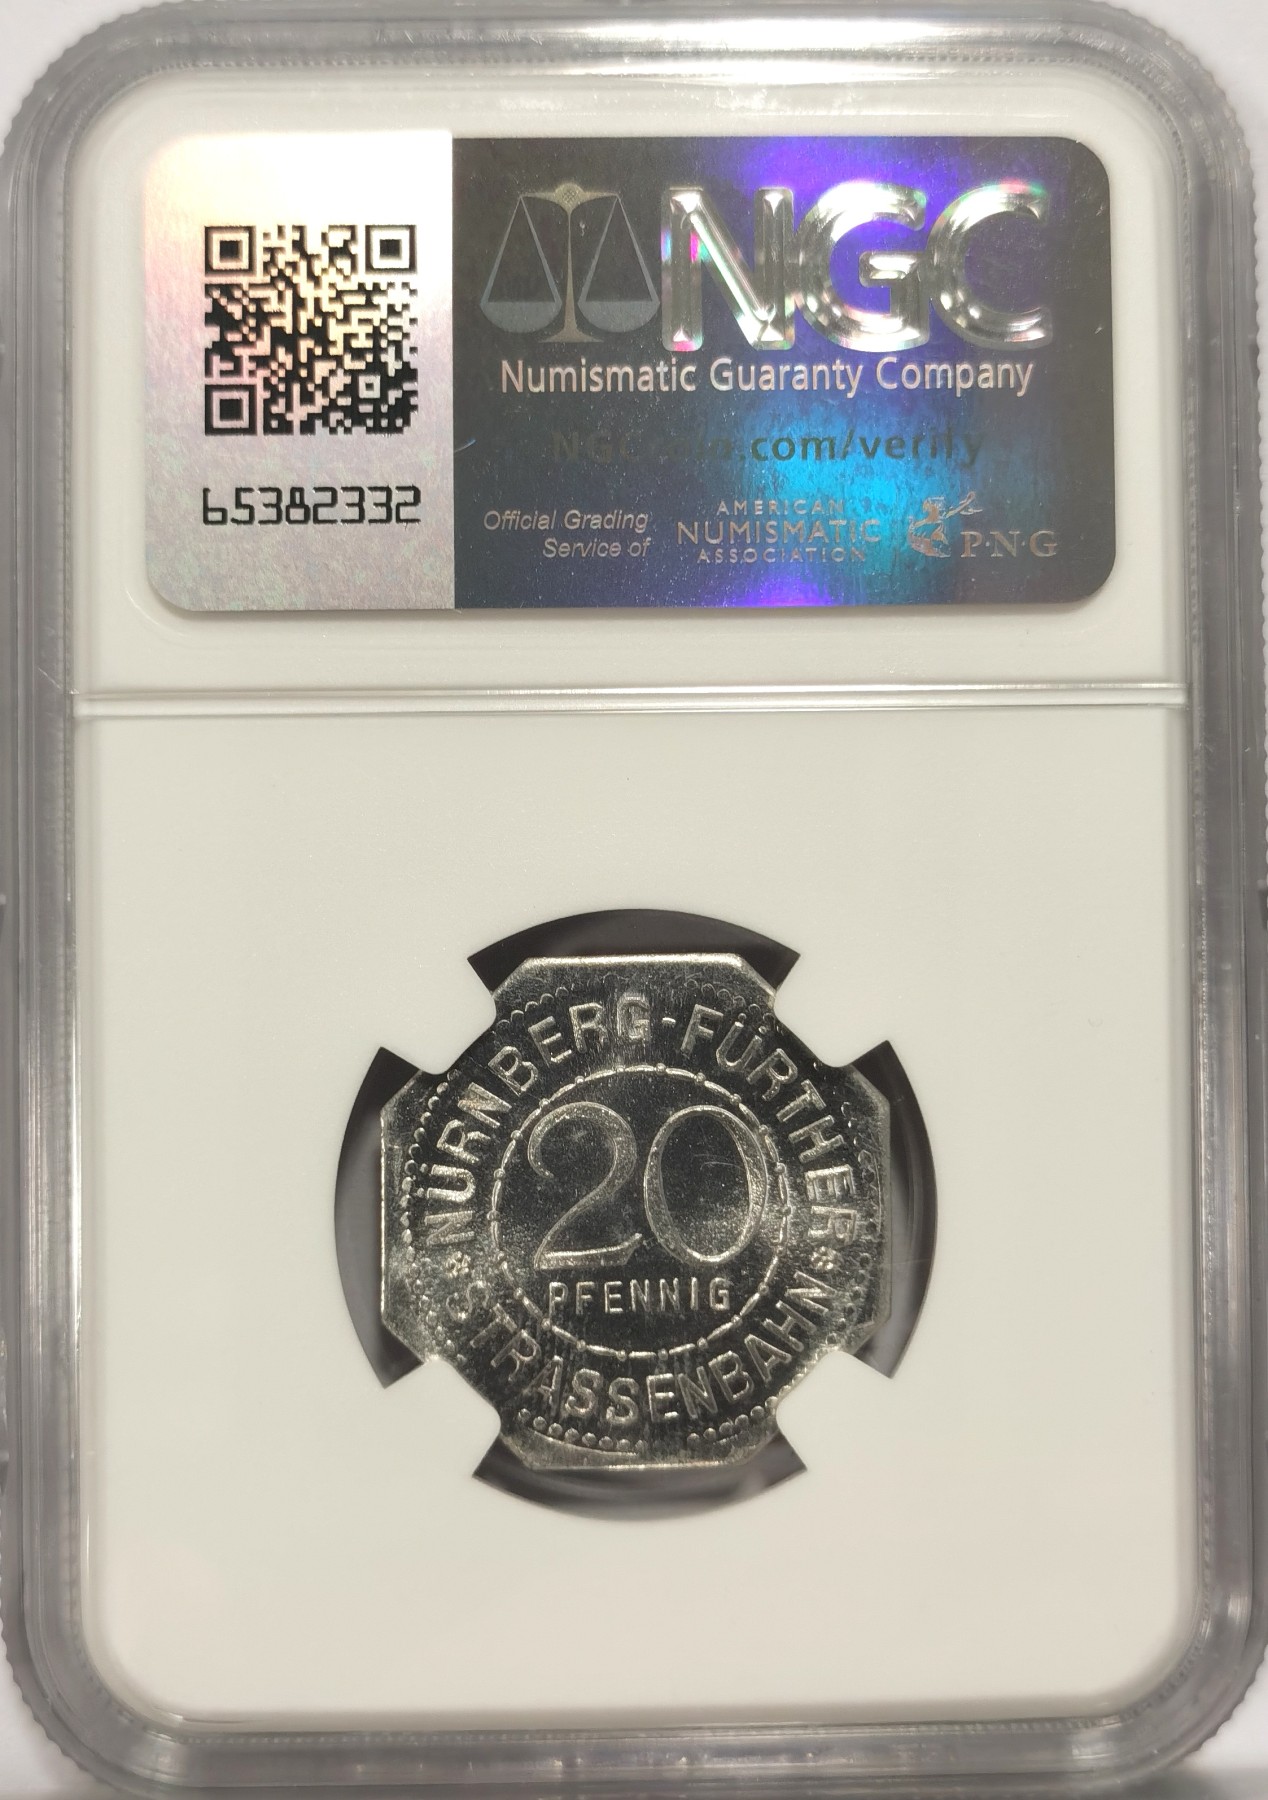 NGC
Numismatic Guaranty Company
NGCcoin.com/verify
65382332
Official Grading
Service of
AMERICAN
NUMISMATIC
ASSOCIATION
P·N·G
NÜRNBERG-FÜRTHER
20
PFENNIG
STRASSENBAHN